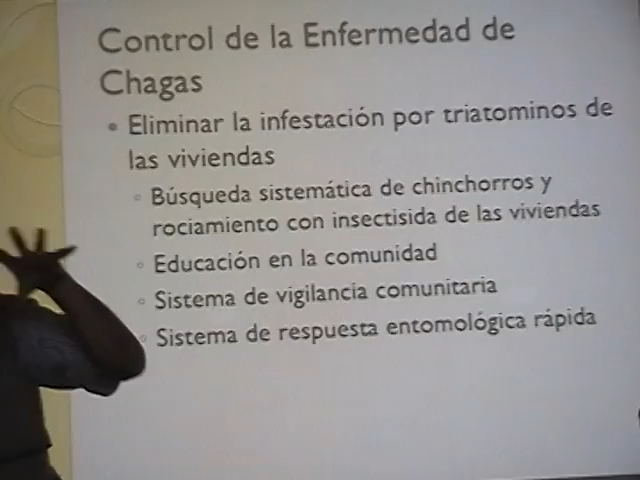 Control de la Enfermedad de
Chagas
• Eliminar la infestación por triatominos de
las viviendas
◦ Búsqueda sistemática de chinchorros y
rociamiento con insectisida de las viviendas
◦ Educación en la comunidad
◦ Sistema de vigilancia comunitaria
◦ Sistema de respuesta entomológica rápida